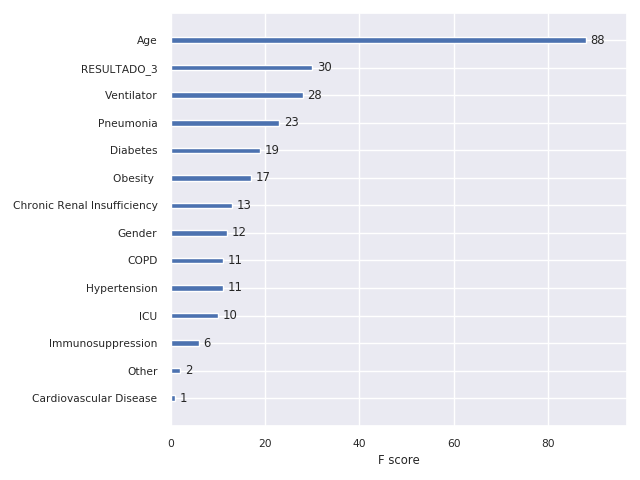 Age 88
RESULTADO_3 30
Ventilator 28
Pneumonia 23
Diabetes 19
Obesity 17
Chronic Renal Insufficiency 13
Gender 12
COPD 11
Hypertension 11
ICU 10
Immunosuppression 6
Other 2
Cardiovascular Disease 1
0 20 40 60 80
F score